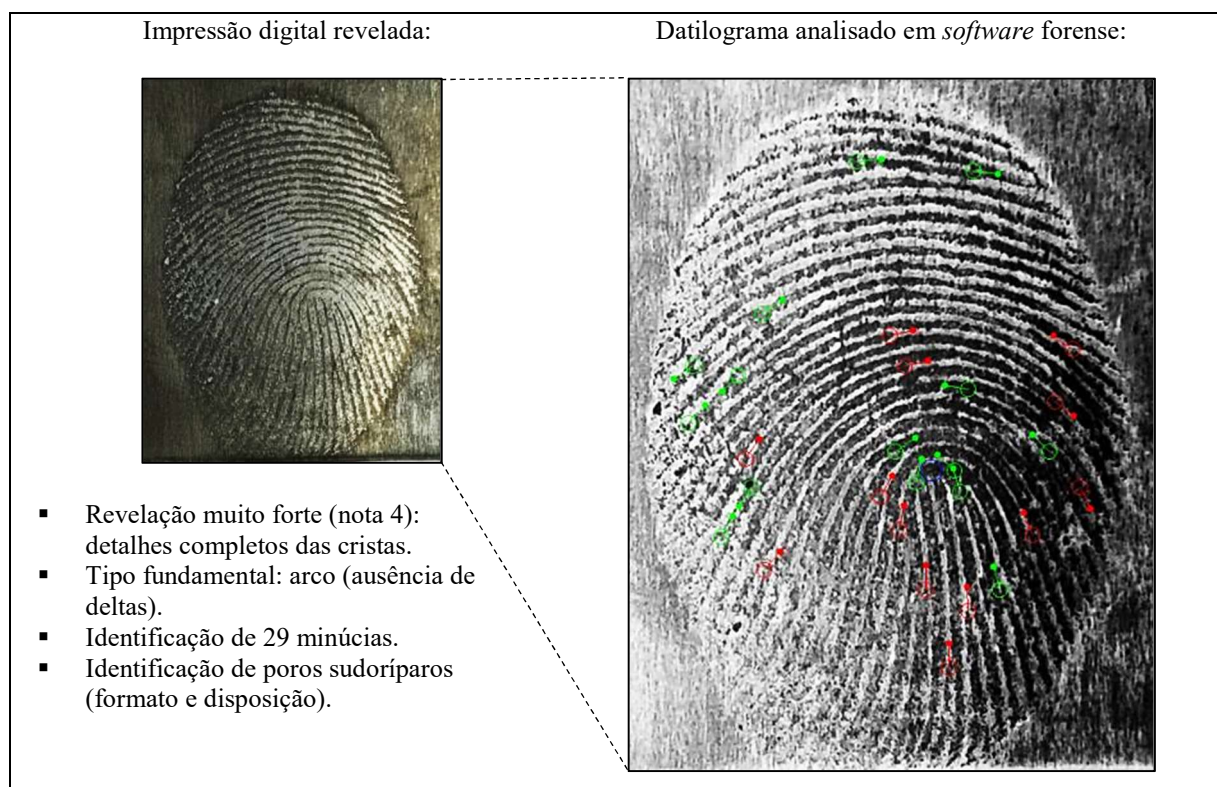 Impressão digital revelada:
Datilograma analisado em software forense:
▪ Revelação muito forte (nota 4):
detalhes completos das cristas.
▪ Tipo fundamental: arco (ausência de
deltas).
▪ Identificação de 29 minúcias.
▪ Identificação de poros sudoríparos
(formato e disposição).